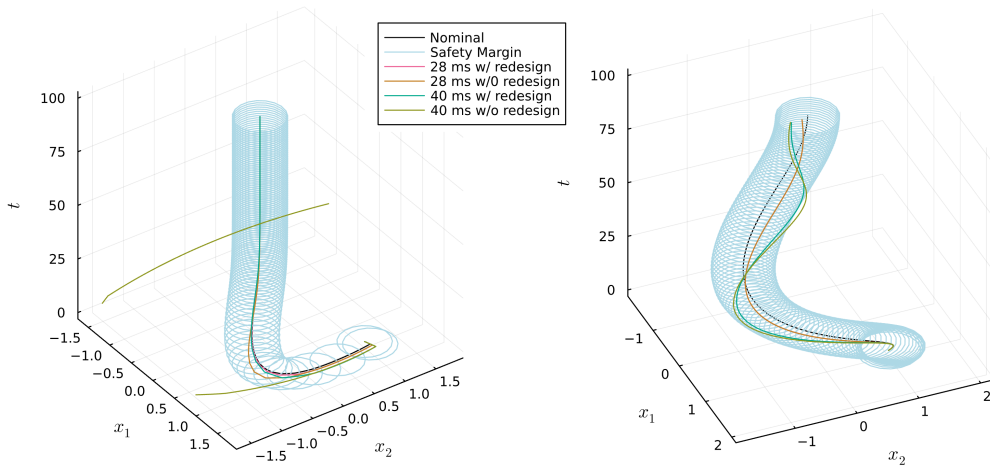 Nominal
Safety Margin
28 ms w/ redesign
28 ms w/0 redesign
40 ms w/ redesign
40 ms w/o redesign
100
75
50
25
0
t
−1.5
−1.0
−0.5
0.0
0.5
1.0
1.5
x₁
−1.5
−1.0
−0.5
0.0
0.5
1.0
1.5
x₂
100
75
50
25
0
t
−1
0
1
2
x₁
−1
0
1
2
x₂